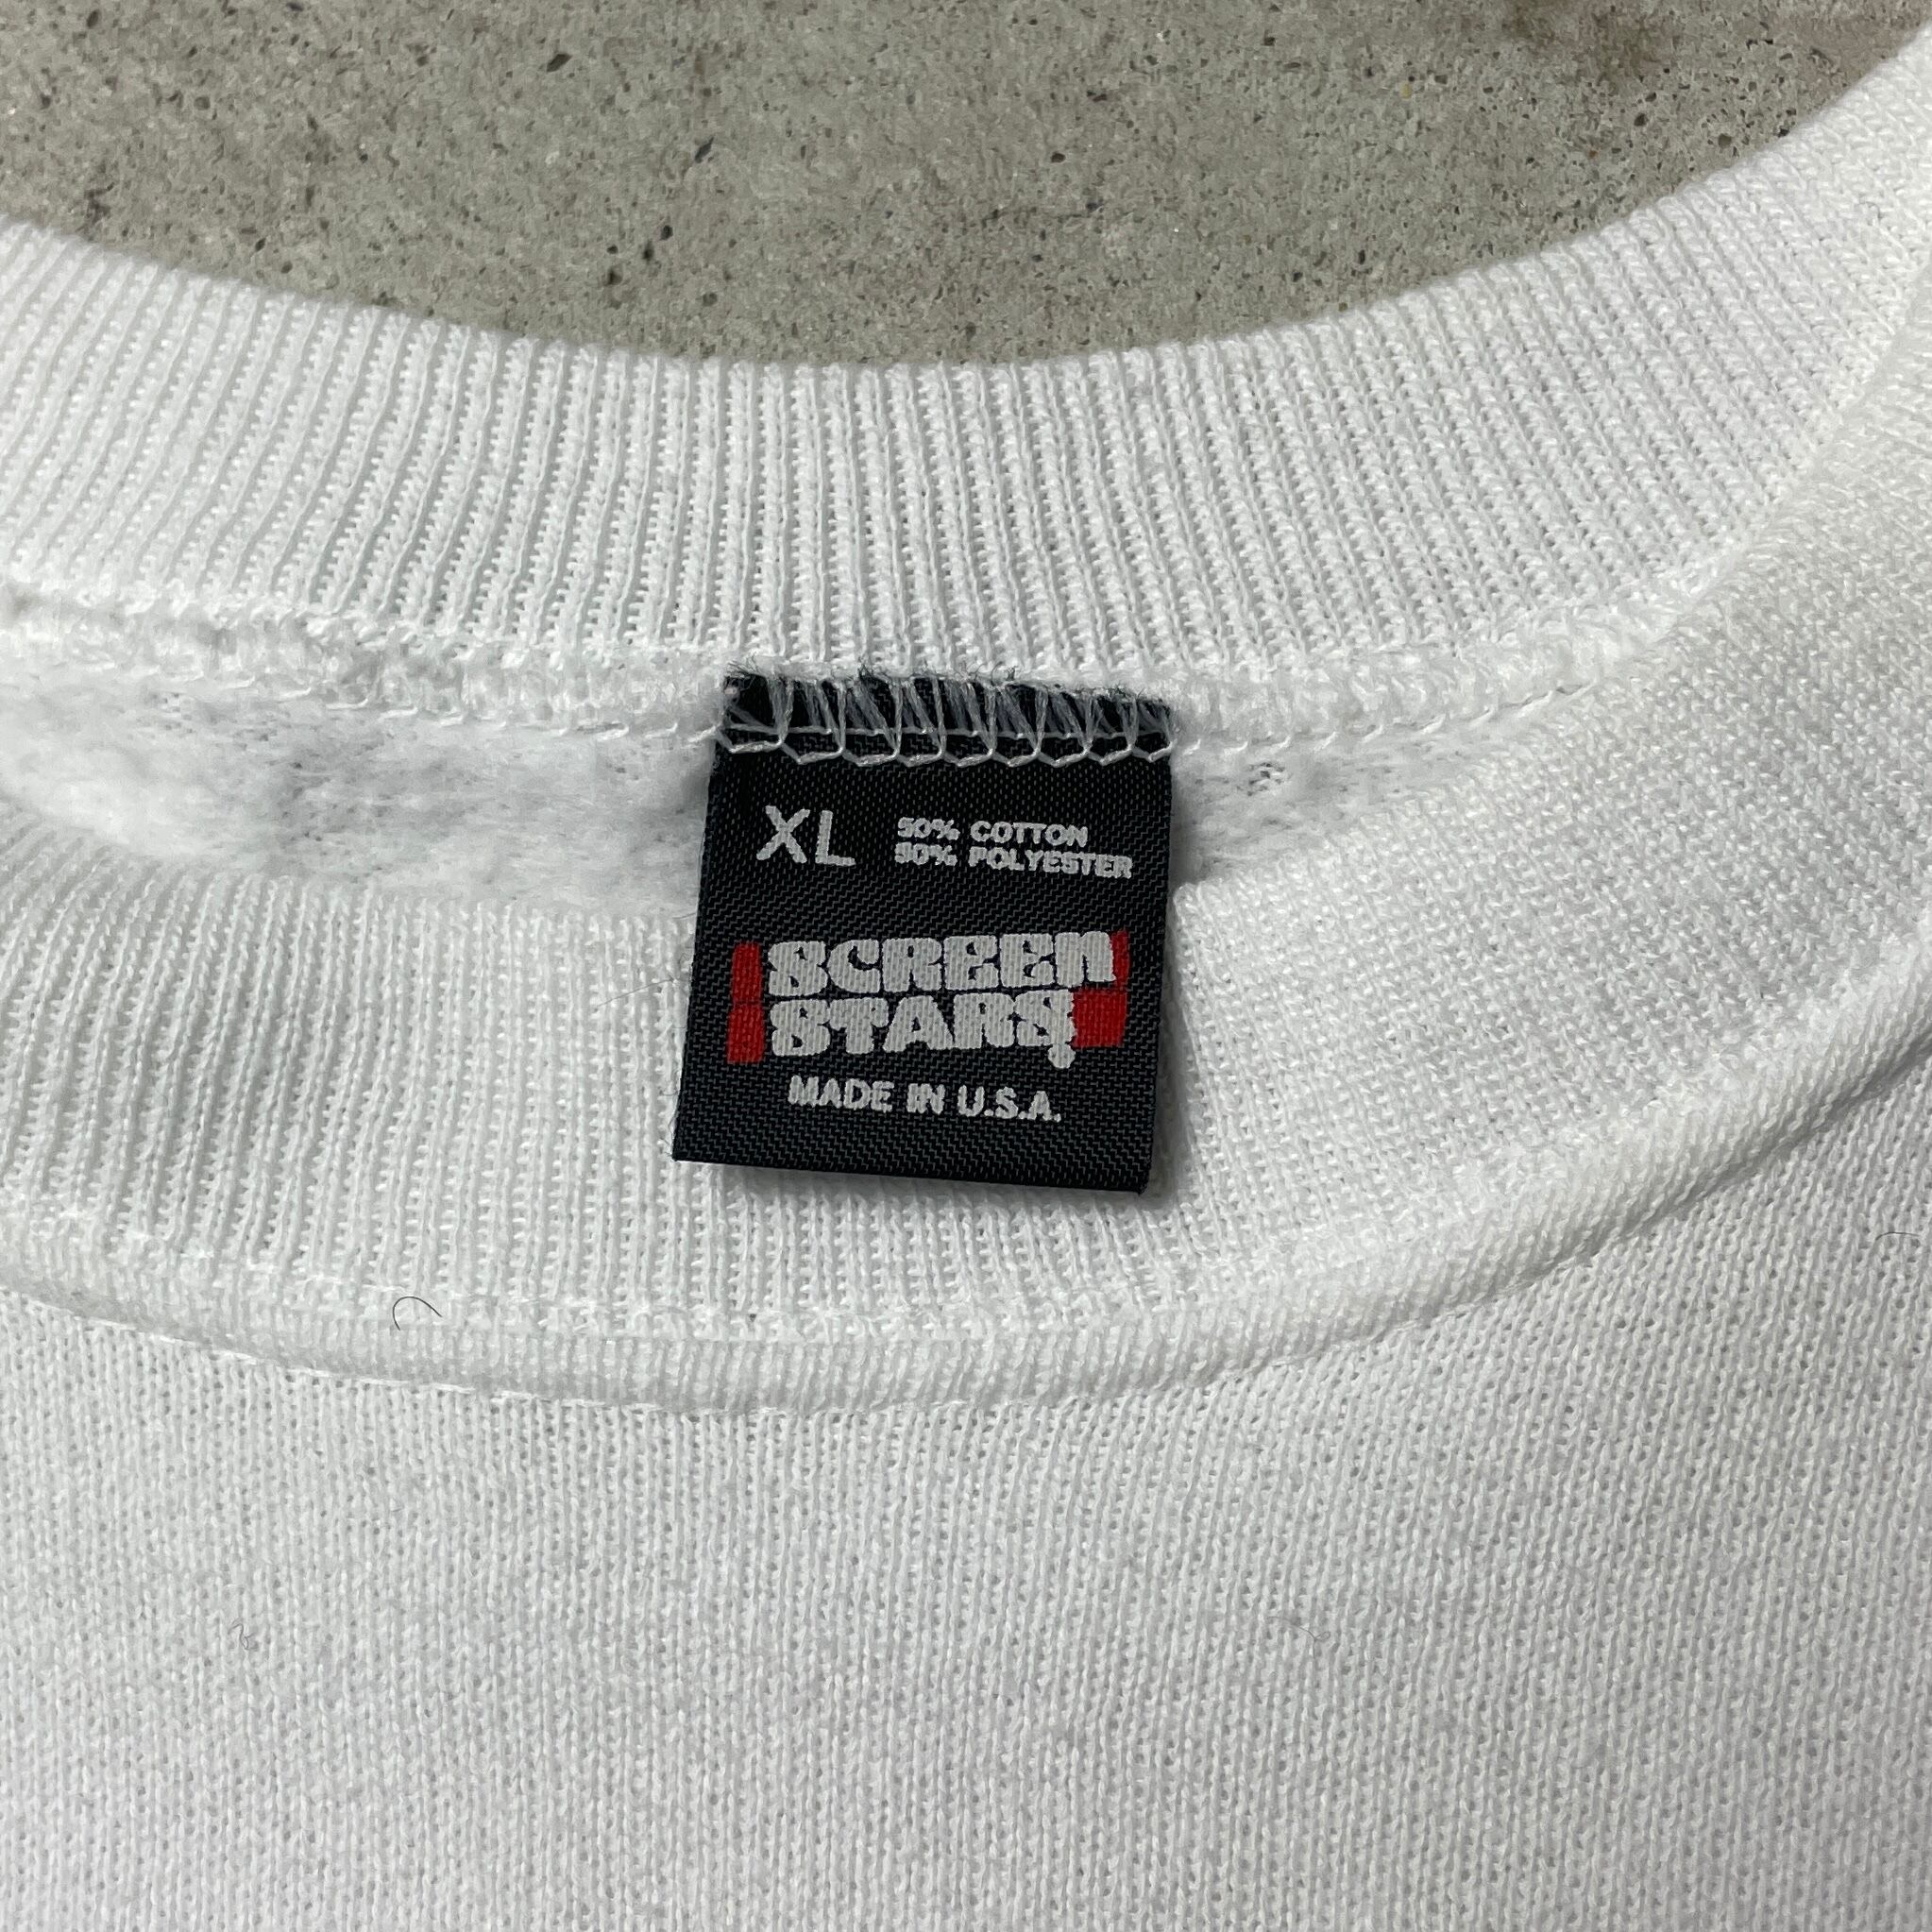 XL
50% COTTON
50% POLYESTER
SCREEN
STARS®
MADE IN U.S.A.